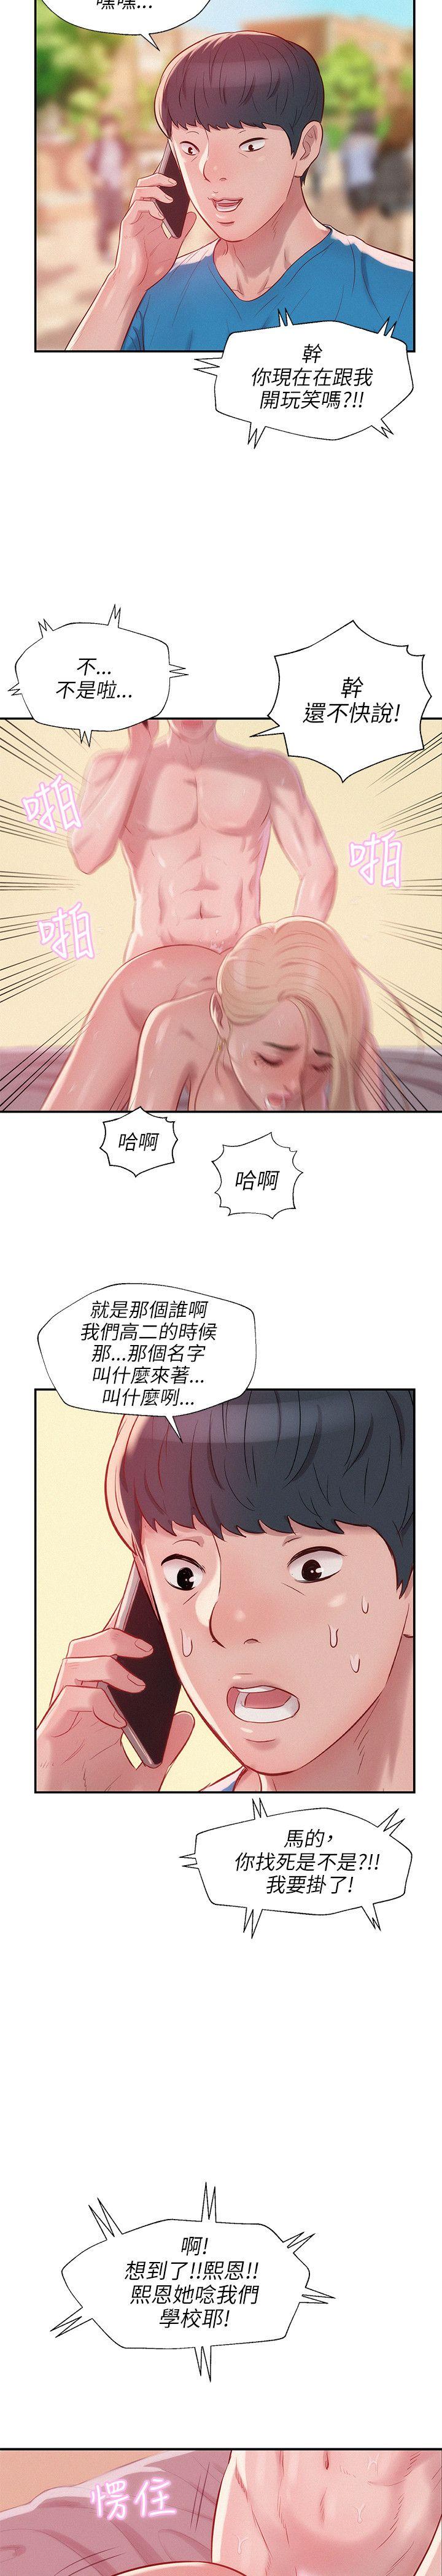 嘿嘿...
幹
你現在在跟我
開玩笑嗎?!!
不...
不是啦...
幹
還不快說!
啪
啪
啪
哈啊
哈啊
就是那個誰啊
我們高二的時候
那...那個名字
叫什麼來著...
叫什麼咧...
馬的,
你找死是不是?!!
我要掛了!
啊!
想到了!!熙恩!!
熙恩她唸我們
學校耶!
愣住